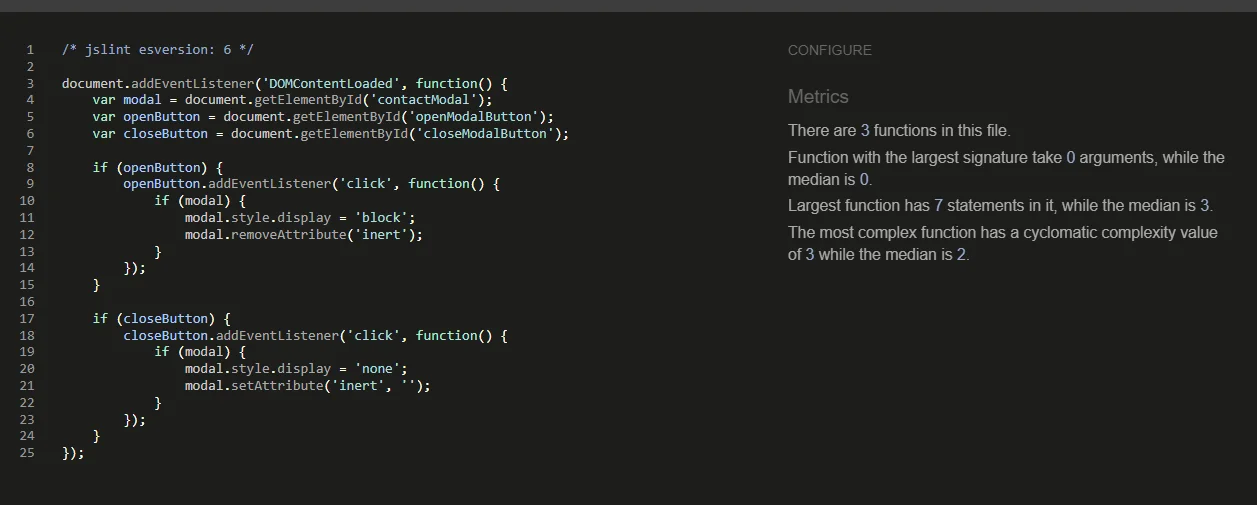 1 /* jslint esversion: 6 */
2
3 document.addEventListener('DOMContentLoaded', function() {
4     var modal = document.getElementById('contactModal');
5     var openButton = document.getElementById('openModalButton');
6     var closeButton = document.getElementById('closeModalButton');
7
8     if (openButton) {
9         openButton.addEventListener('click', function() {
10             if (modal) {
11                 modal.style.display = 'block';
12                 modal.removeAttribute('inert');
13             }
14         });
15     }
16
17     if (closeButton) {
18         closeButton.addEventListener('click', function() {
19             if (modal) {
20                 modal.style.display = 'none';
21                 modal.setAttribute('inert', '');
22             }
23         });
24     }
25 });
CONFIGURE
Metrics
There are 3 functions in this file.
Function with the largest signature take 0 arguments, while the
median is 0.
Largest function has 7 statements in it, while the median is 3.
The most complex function has a cyclomatic complexity value
of 3 while the median is 2.